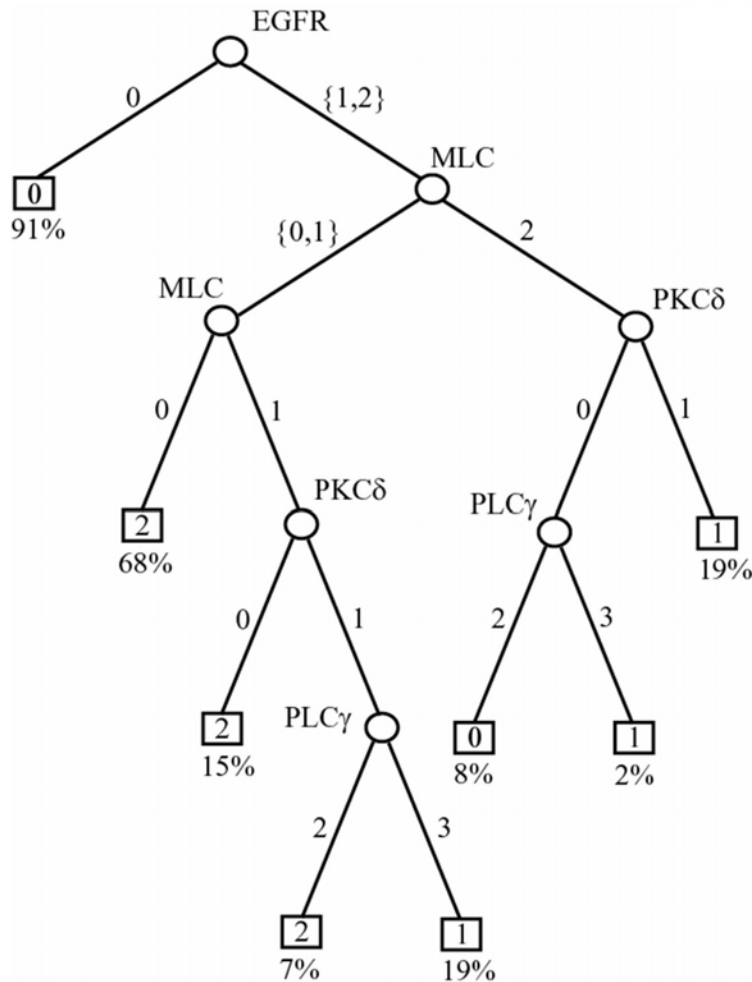 EGFR
0 {1,2}
0 MLC
91%
{0,1} 2
MLC PKCδ
0 1 0 1
PKCδ PLCγ
2 1
68% 19%
0 1 2 3
2 PLCγ 0 1
15% 8% 2%
2 3
2 1
7% 19%